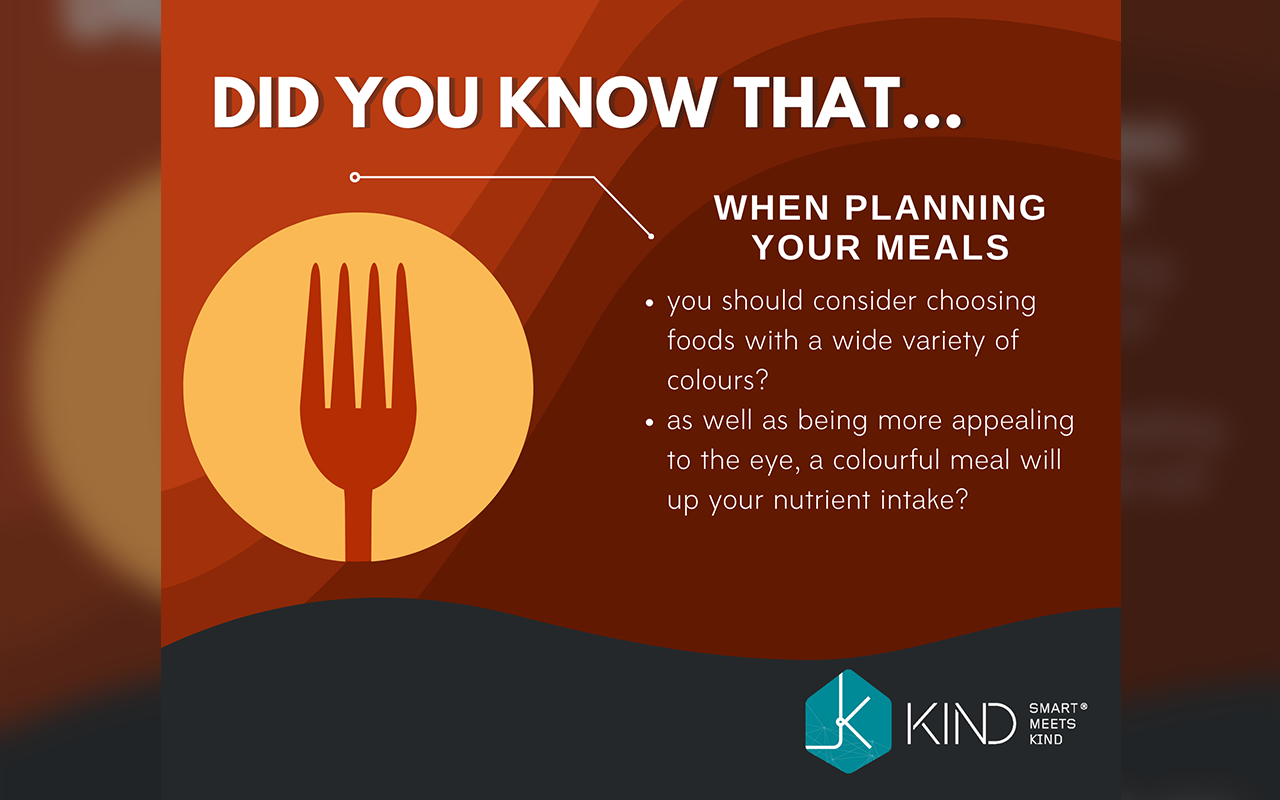 DID YOU KNOW THAT...
WHEN PLANNING
YOUR MEALS
• you should consider choosing
foods with a wide variety of
colours?
• as well as being more appealing
to the eye, a colourful meal will
up your nutrient intake?
KIND
SMART®
MEETS
KIND